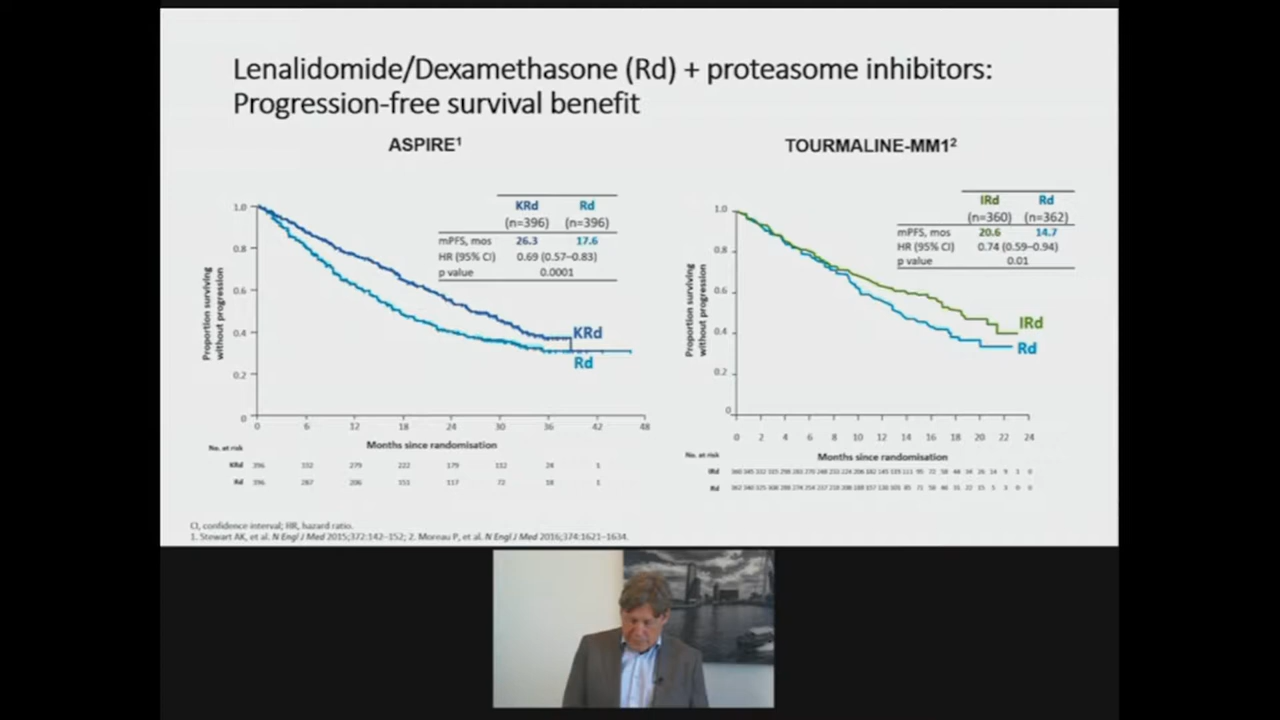 Lenalidomide/Dexamethasone (Rd) + proteasome inhibitors:
Progression-free survival benefit
ASPIRE¹
KRd Rd
(n=396) (n=396)
mPFS, mos 26.3 17.6
HR (95% CI) 0.69 (0.57–0.83)
p value 0.0001
Proportion surviving
without progression
1.0
0.8
0.6
0.4
0.2
0
KRd
Rd
0 6 12 18 24 30 36 42 48
Months since randomisation
No. at risk
KRd 396 332 279 222 179 112 24 1
Rd 396 287 206 151 117 72 18 1
TOURMALINE-MM1²
IRd Rd
(n=360) (n=362)
mPFS, mos 20.6 14.7
HR (95% CI) 0.74 (0.59–0.94)
p value 0.01
Proportion surviving
without progression
1.0
0.8
0.6
0.4
0.2
0
IRd
Rd
0 2 4 6 8 10 12 14 16 18 20 22 24
Months since randomisation
No. at risk
IRd
Rd
CI, confidence interval; HR, hazard ratio.
1. Stewart AK, et al. N Engl J Med 2015;372:142–152; 2. Moreau P, et al. N Engl J Med 2016;374:1621–1634.